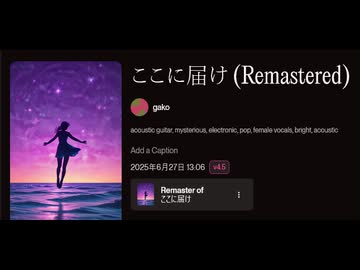 ここに届け (Remastered)
gako
acoustic guitar, mysterious, electronic, pop, female vocals, bright, acoustic
Add a Caption
2025年6月27日 13:06 v4.5
Remaster of
ここに届け